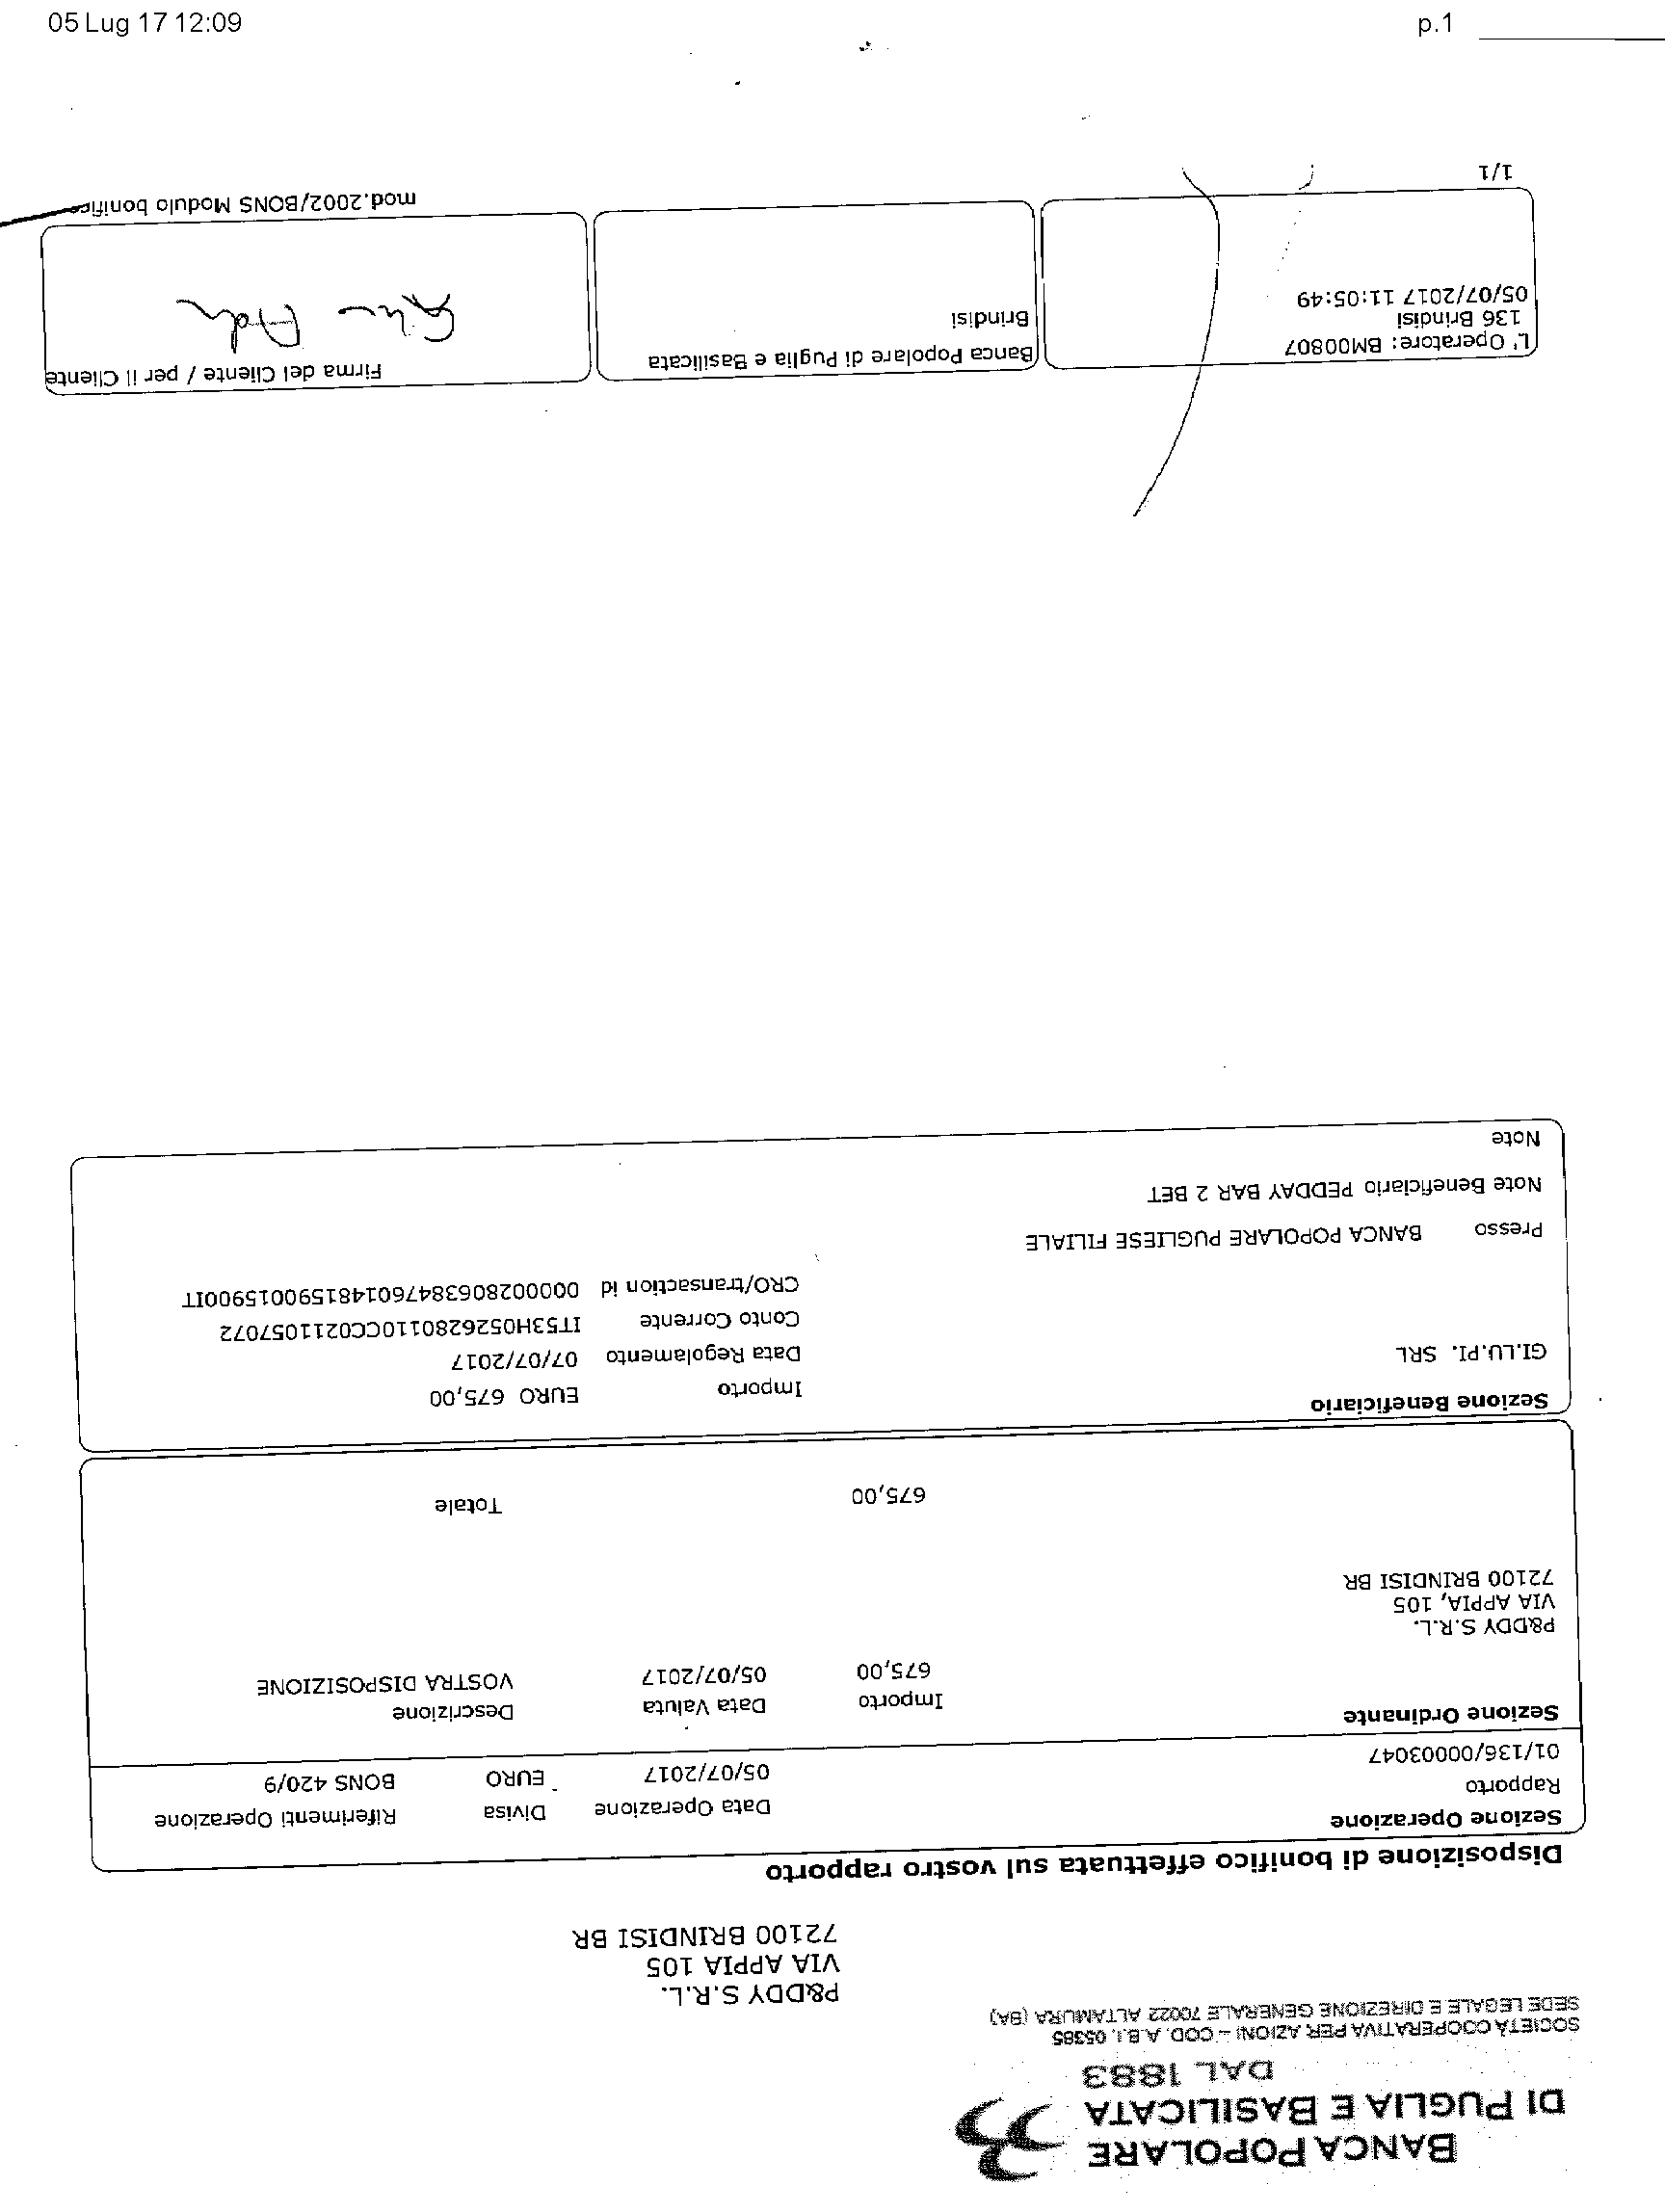 05 Lug 17 12:09
p.1
BANCA POPOLARE
DI PUGLIA E BASILICATA
DAL 1883
SOCIETÀ COOPERATIVA PER AZIONI – COD. A.B.I. 05385
SEDE LEGALE E DIREZIONE GENERALE 70022 ALTAMURA (BA)
P&DDY S.R.L.
VIA APPIA 105
72100 BRINDISI BR
Disposizione di bonifico effettuata sul vostro rapporto
Sezione Operazione
Rapporto Data Operazione Divisa Riferimenti Operazione
01/136/00003047 05/07/2017 EURO BONS 420/9
Sezione Ordinante
Importo Data Valuta Descrizione
675,00 05/07/2017 VOSTRA DISPOSIZIONE
P&DDY S.R.L.
VIA APPIA, 105
72100 BRINDISI BR
675,00 Totale
Sezione Beneficiario
Importo EURO 675,00
GI.LU.PI. SRL Data Regolamento 07/07/2017
Conto Corrente IT53H0526280110CC0211057072
CRO/transaction id 0000028063847601481590015900IT
Presso BANCA POPOLARE PUGLIESE FILIALE
Note Beneficiario PEDDAY BAR 2 BET
Note
L' Operatore: BM00807
136 Brindisi
05/07/2017 11:05:49
Banca Popolare di Puglia e Basilicata
Brindisi
Firma del Cliente / per il Cliente
1/1
mod.2002/BONS Modulo bonifico